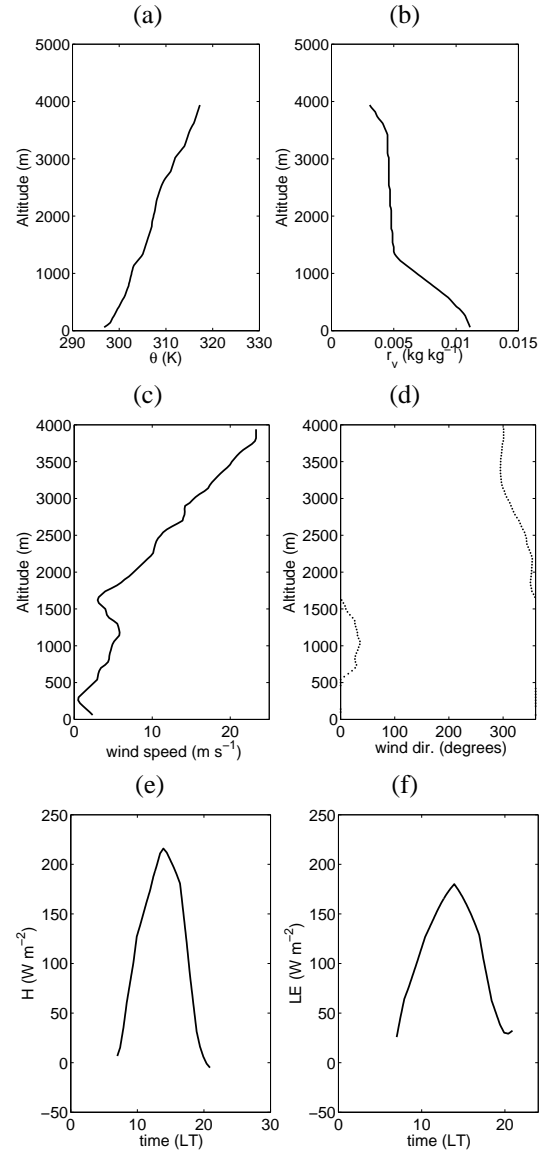 (a)
(b)
5000
4000
3000
2000
1000
0
Altitude (m)
290 300 310 320 330
θ (K)
5000
4000
3000
2000
1000
0
Altitude (m)
0 0.005 0.01 0.015
r_v (kg kg⁻¹)
(c)
(d)
4000
3500
3000
2500
2000
1500
1000
500
0
Altitude (m)
0 10 20
wind speed (m s⁻¹)
4000
3500
3000
2500
2000
1500
1000
500
0
Altitude (m)
0 100 200 300
wind dir. (degrees)
(e)
(f)
250
200
150
100
50
0
−50
H (W m⁻²)
0 10 20 30
time (LT)
250
200
150
100
50
0
−50
LE (W m⁻²)
0 10 20
time (LT)